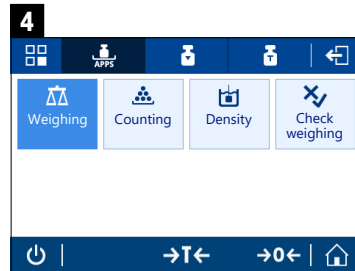 4
APPS
T
Weighing
Counting
Density
Check
weighing
→T←
→0←